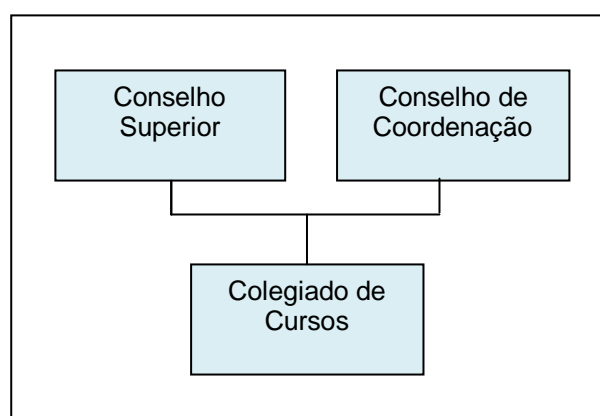 Conselho
Superior
Conselho de
Coordenação
Colegiado de
Cursos